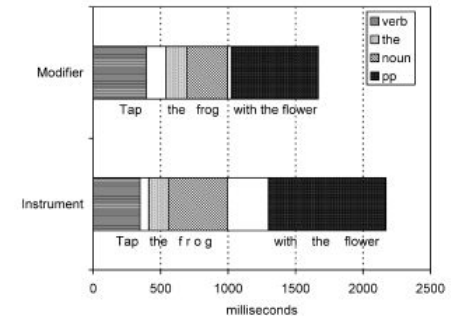 verb
the
noun
pp
Modifier
Tap the frog with the flower
Instrument
Tap the frog with the flower
0 500 1000 1500 2000 2500
milliseconds